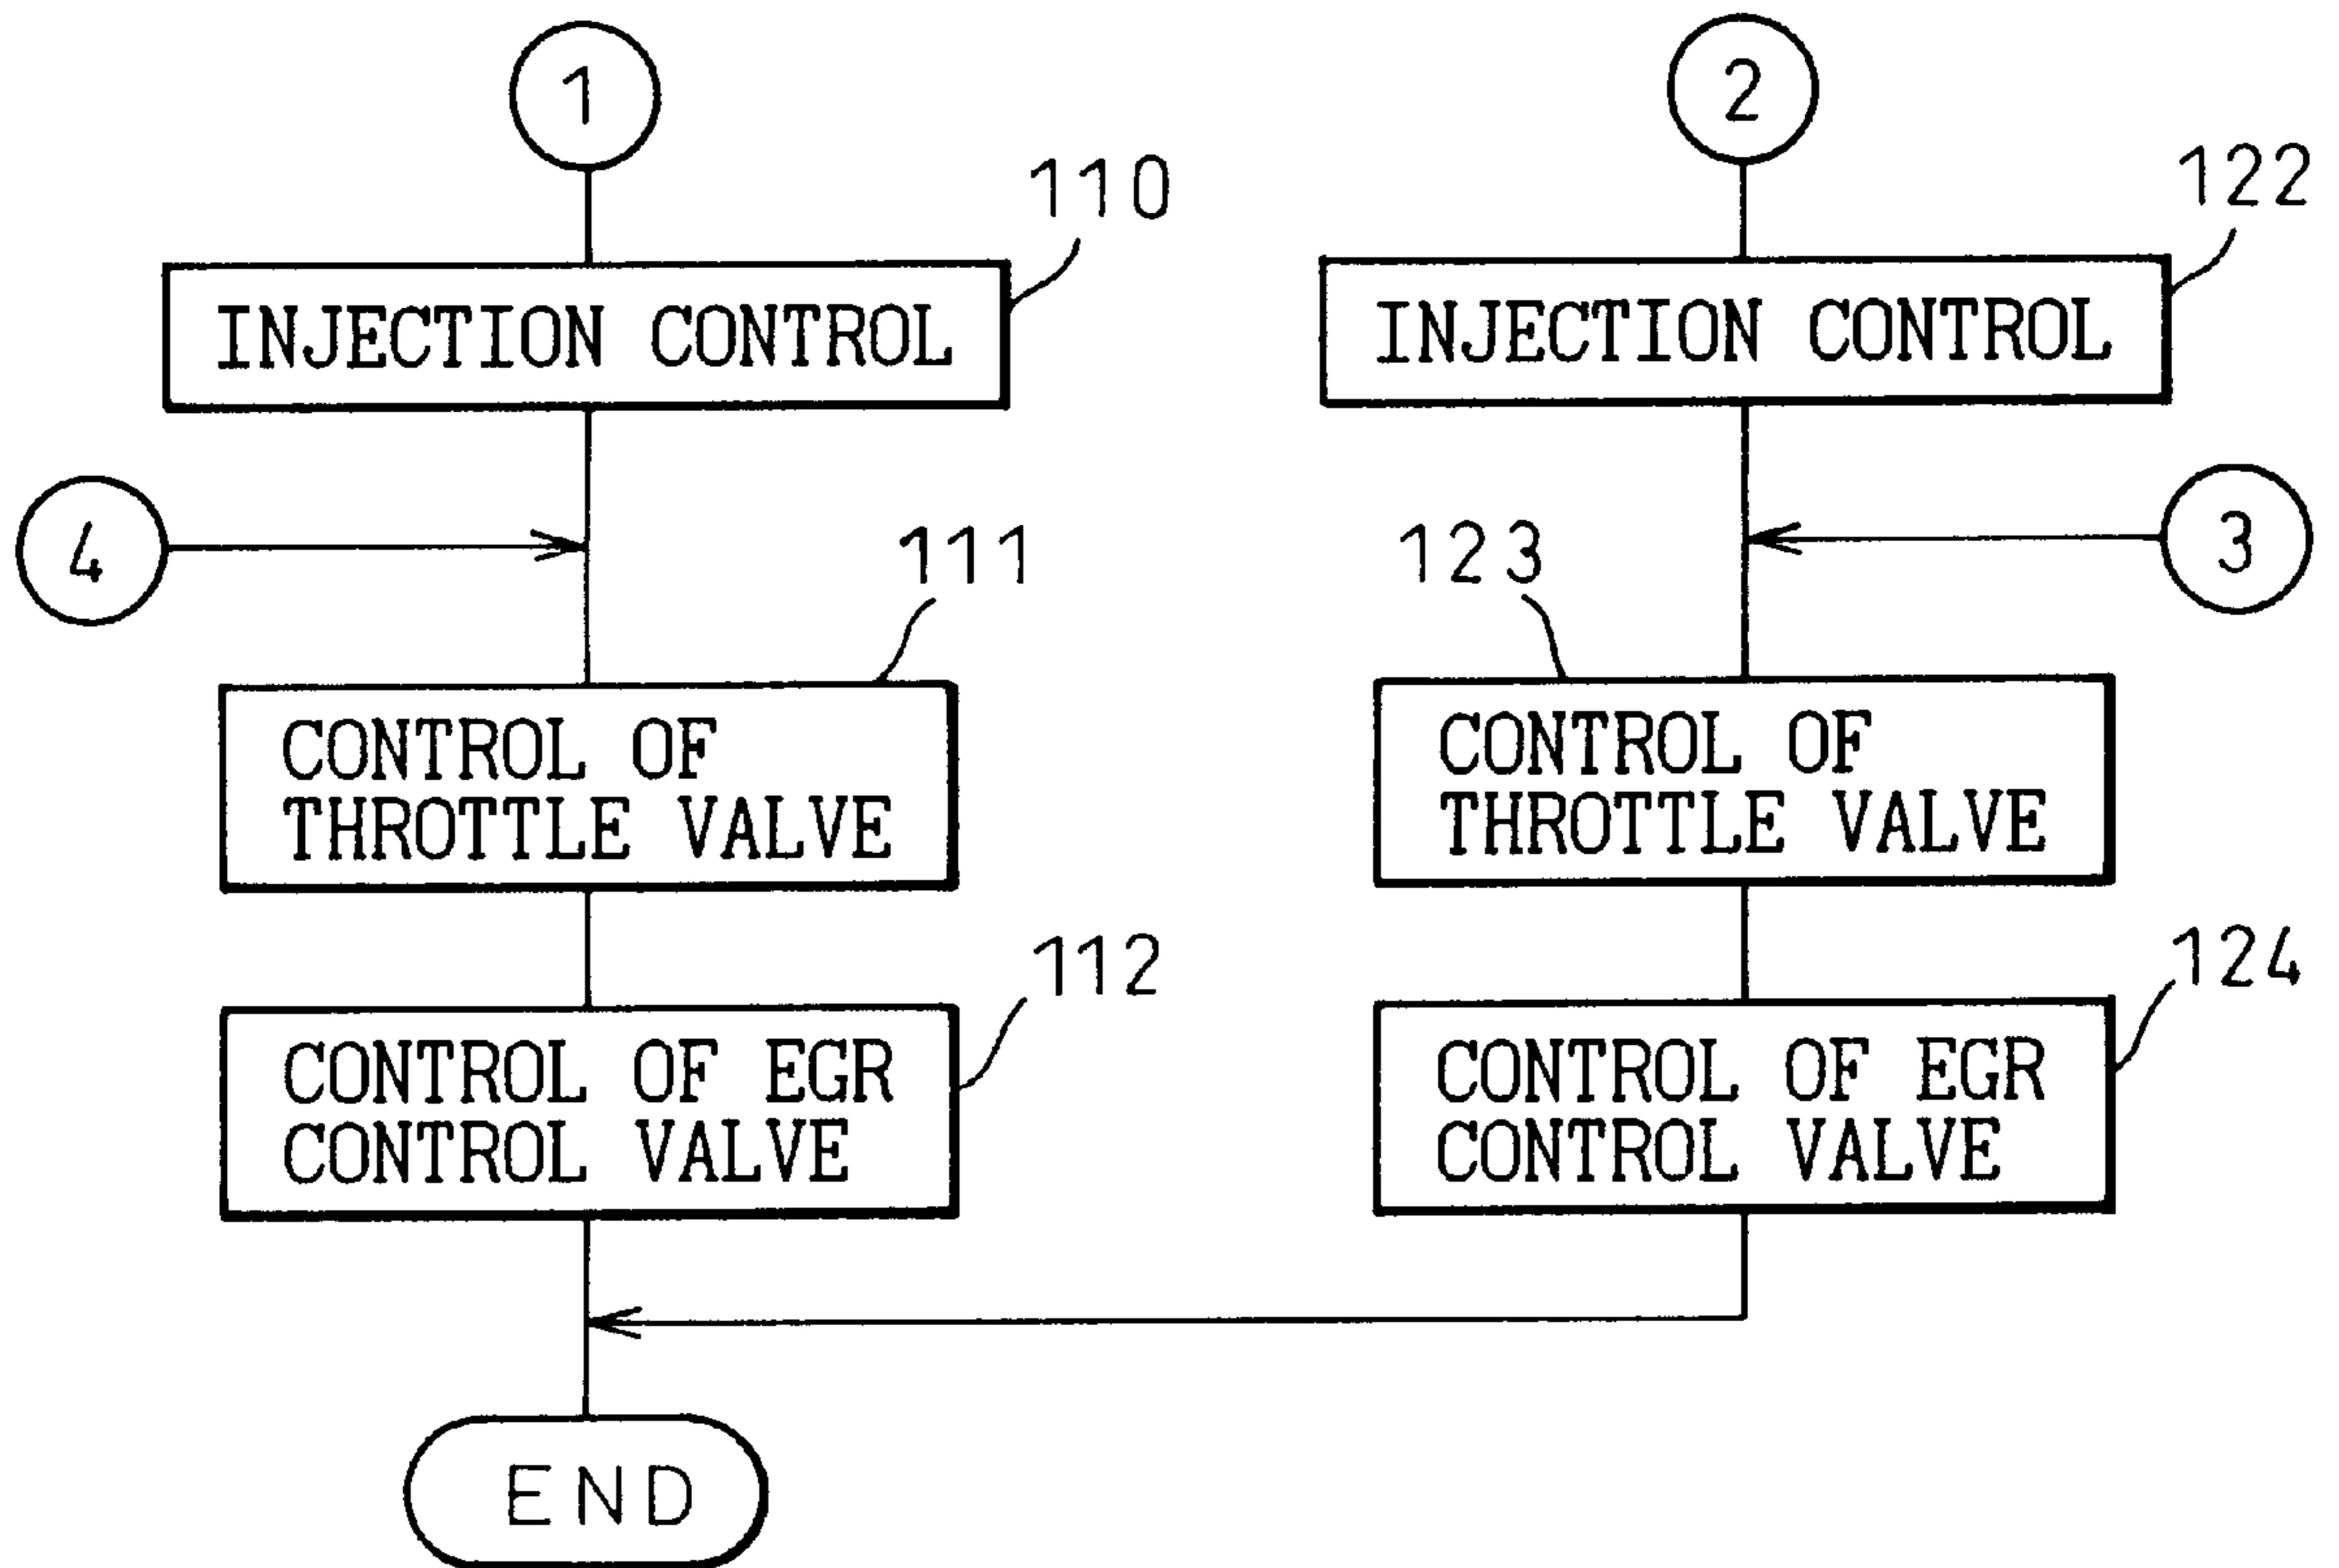 1
110
INJECTION CONTROL
4
111
CONTROL OF
THROTTLE VALVE
112
CONTROL OF EGR
CONTROL VALVE
END
2
122
INJECTION CONTROL
3
123
CONTROL OF
THROTTLE VALVE
124
CONTROL OF EGR
CONTROL VALVE